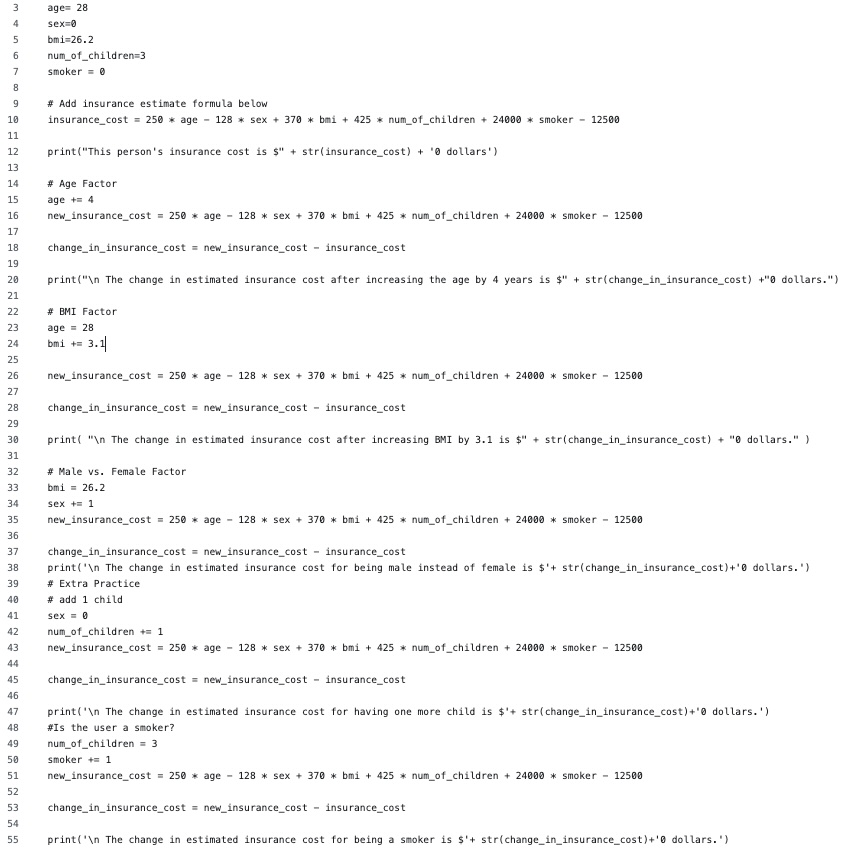 3 age= 28
4 sex=0
5 bmi=26.2
6 num_of_children=3
7 smoker = 0
8
9 # Add insurance estimate formula below
10 insurance_cost = 250 * age - 128 * sex + 370 * bmi + 425 * num_of_children + 24000 * smoker - 12500
11
12 print("This person's insurance cost is $" + str(insurance_cost) + '0 dollars')
13
14 # Age Factor
15 age += 4
16 new_insurance_cost = 250 * age - 128 * sex + 370 * bmi + 425 * num_of_children + 24000 * smoker - 12500
17
18 change_in_insurance_cost = new_insurance_cost - insurance_cost
19
20 print("\n The change in estimated insurance cost after increasing the age by 4 years is $" + str(change_in_insurance_cost) +"0 dollars.")
21
22 # BMI Factor
23 age = 28
24 bmi += 3.1
25
26 new_insurance_cost = 250 * age - 128 * sex + 370 * bmi + 425 * num_of_children + 24000 * smoker - 12500
27
28 change_in_insurance_cost = new_insurance_cost - insurance_cost
29
30 print( "\n The change in estimated insurance cost after increasing BMI by 3.1 is $" + str(change_in_insurance_cost) + "0 dollars." )
31
32 # Male vs. Female Factor
33 bmi = 26.2
34 sex += 1
35 new_insurance_cost = 250 * age - 128 * sex + 370 * bmi + 425 * num_of_children + 24000 * smoker - 12500
36
37 change_in_insurance_cost = new_insurance_cost - insurance_cost
38 print('\n The change in estimated insurance cost for being male instead of female is $'+ str(change_in_insurance_cost)+'0 dollars.')
39 # Extra Practice
40 # add 1 child
41 sex = 0
42 num_of_children += 1
43 new_insurance_cost = 250 * age - 128 * sex + 370 * bmi + 425 * num_of_children + 24000 * smoker - 12500
44
45 change_in_insurance_cost = new_insurance_cost - insurance_cost
46
47 print('\n The change in estimated insurance cost for having one more child is $'+ str(change_in_insurance_cost)+'0 dollars.')
48 #Is the user a smoker?
49 num_of_children = 3
50 smoker += 1
51 new_insurance_cost = 250 * age - 128 * sex + 370 * bmi + 425 * num_of_children + 24000 * smoker - 12500
52
53 change_in_insurance_cost = new_insurance_cost - insurance_cost
54
55 print('\n The change in estimated insurance cost for being a smoker is $'+ str(change_in_insurance_cost)+'0 dollars.')